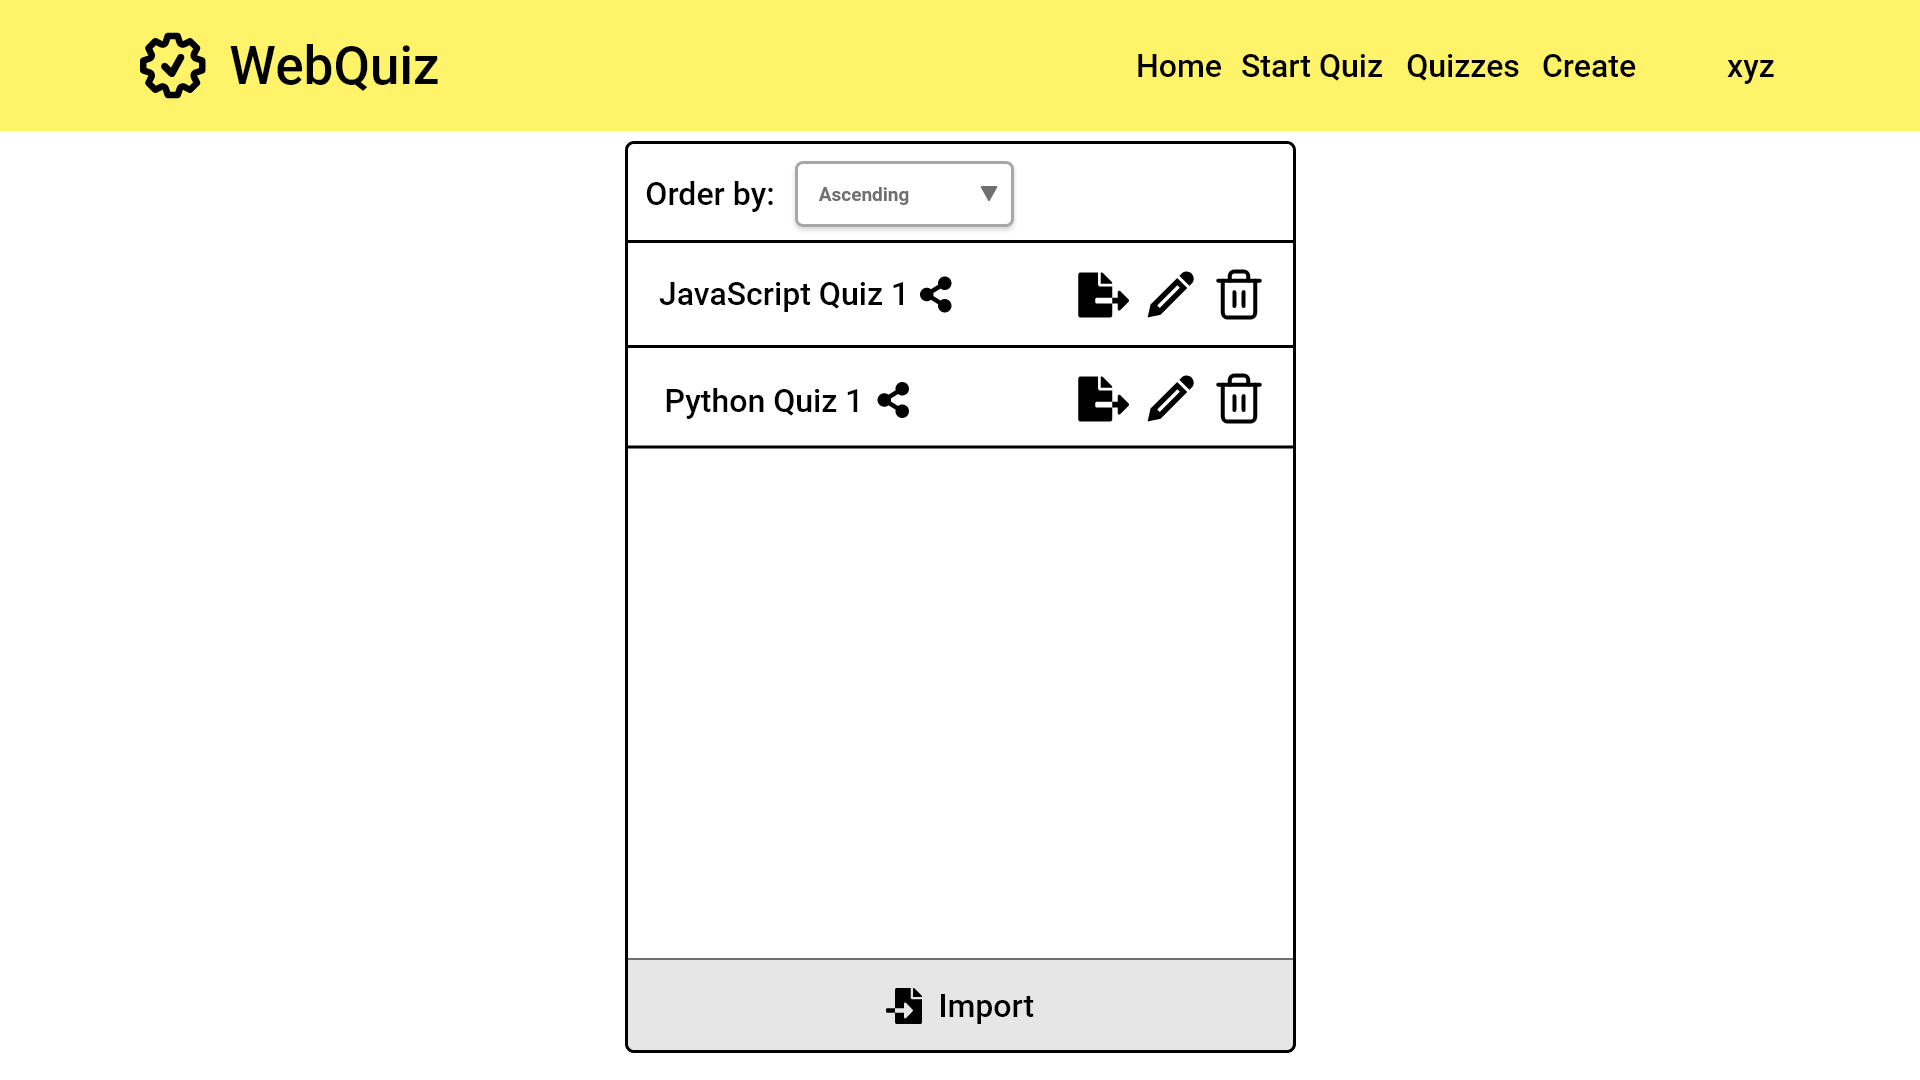 WebQuiz
Home Start Quiz Quizzes Create xyz
Order by: Ascending
JavaScript Quiz 1
Python Quiz 1
Import